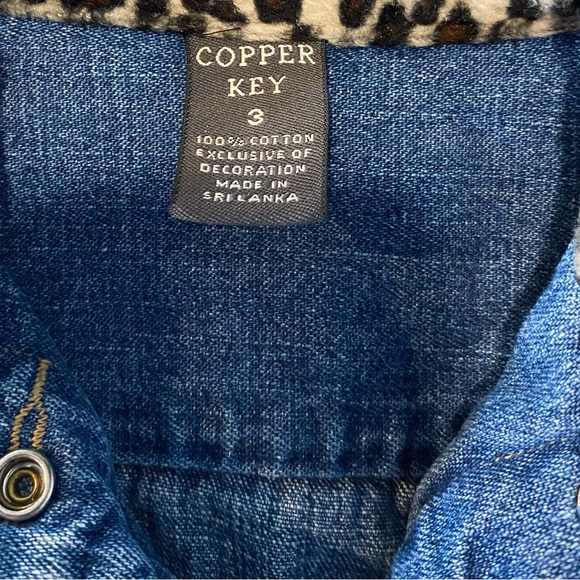 COPPER
KEY
3
100% COTTON
EXCLUSIVE OF
DECORATION
MADE IN
SRI LANKA